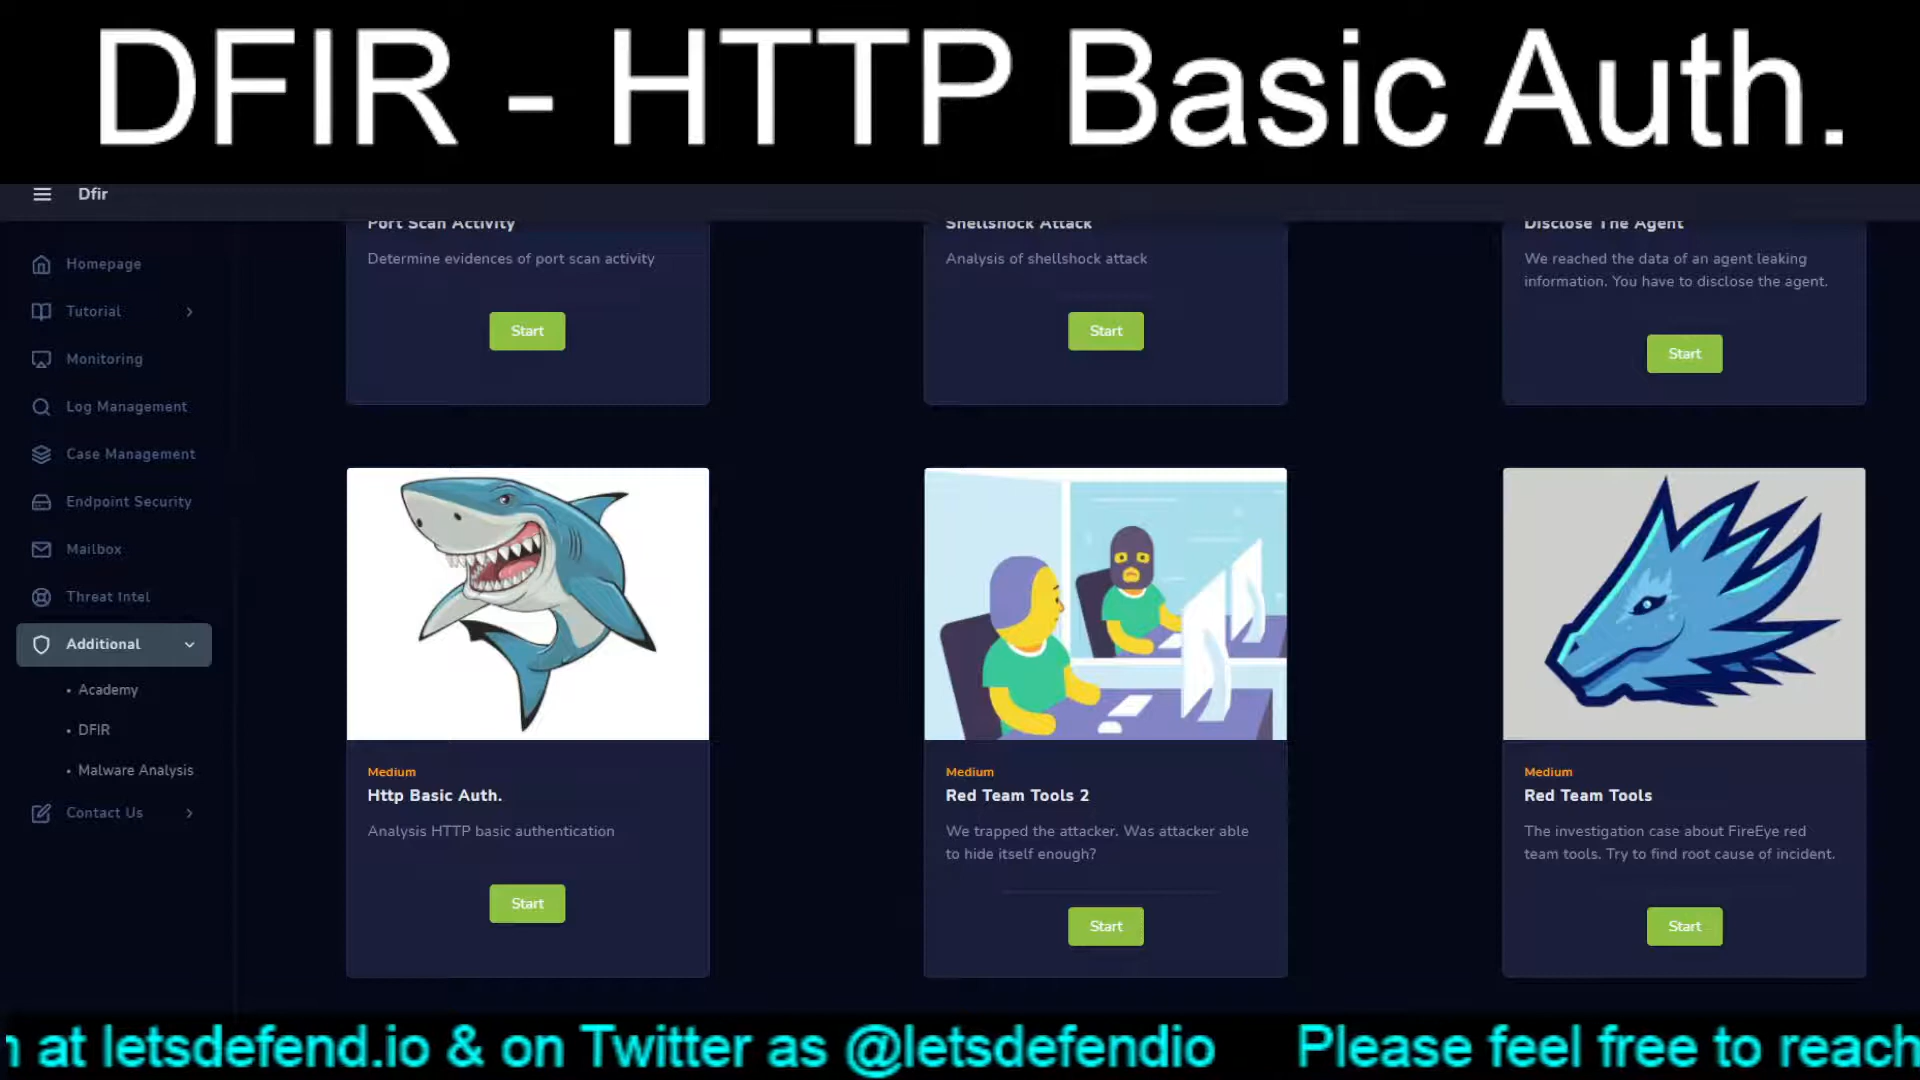 DFIR - HTTP Basic Auth.
Dfir
Homepage
Tutorial
Monitoring
Log Management
Case Management
Endpoint Security
Mailbox
Threat Intel
Additional
• Academy
• DFIR
• Malware Analysis
Contact Us
Port Scan Activity
Determine evidences of port scan activity
Start
Shellshock Attack
Analysis of shellshock attack
Start
Disclose The Agent
We reached the data of an agent leaking
information. You have to disclose the agent.
Start
Medium
Http Basic Auth.
Analysis HTTP basic authentication
Start
Medium
Red Team Tools 2
We trapped the attacker. Was attacker able
to hide itself enough?
Start
Medium
Red Team Tools
The investigation case about FireEye red
team tools. Try to find root cause of incident.
Start
at letsdefend.io & on Twitter as @letsdefendio Please feel free to reach